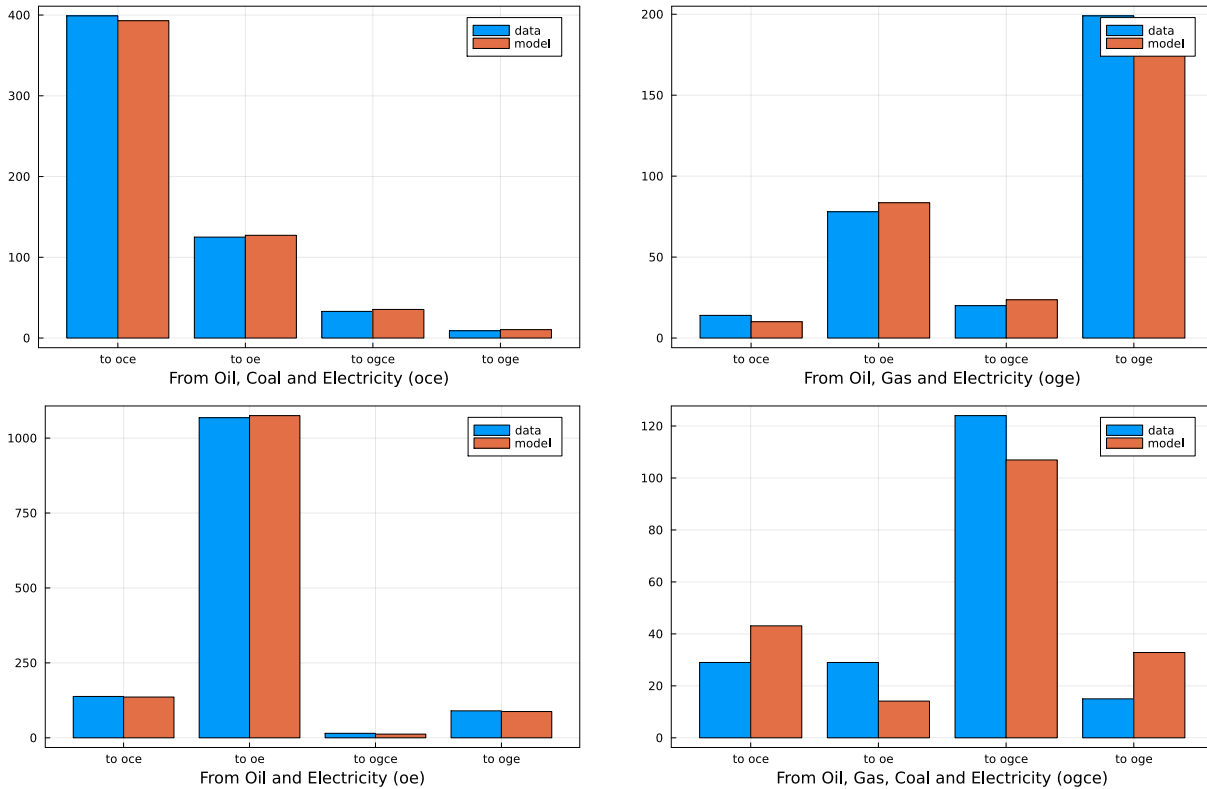 400
300
200
100
0
data
model
to oce to oe to ogce to oge
From Oil, Coal and Electricity (oce)
200
150
100
50
0
data
model
to oce to oe to ogce to oge
From Oil, Gas and Electricity (oge)
1000
750
500
250
0
data
model
to oce to oe to ogce to oge
From Oil and Electricity (oe)
120
100
80
60
40
20
0
data
model
to oce to oe to ogce to oge
From Oil, Gas, Coal and Electricity (ogce)